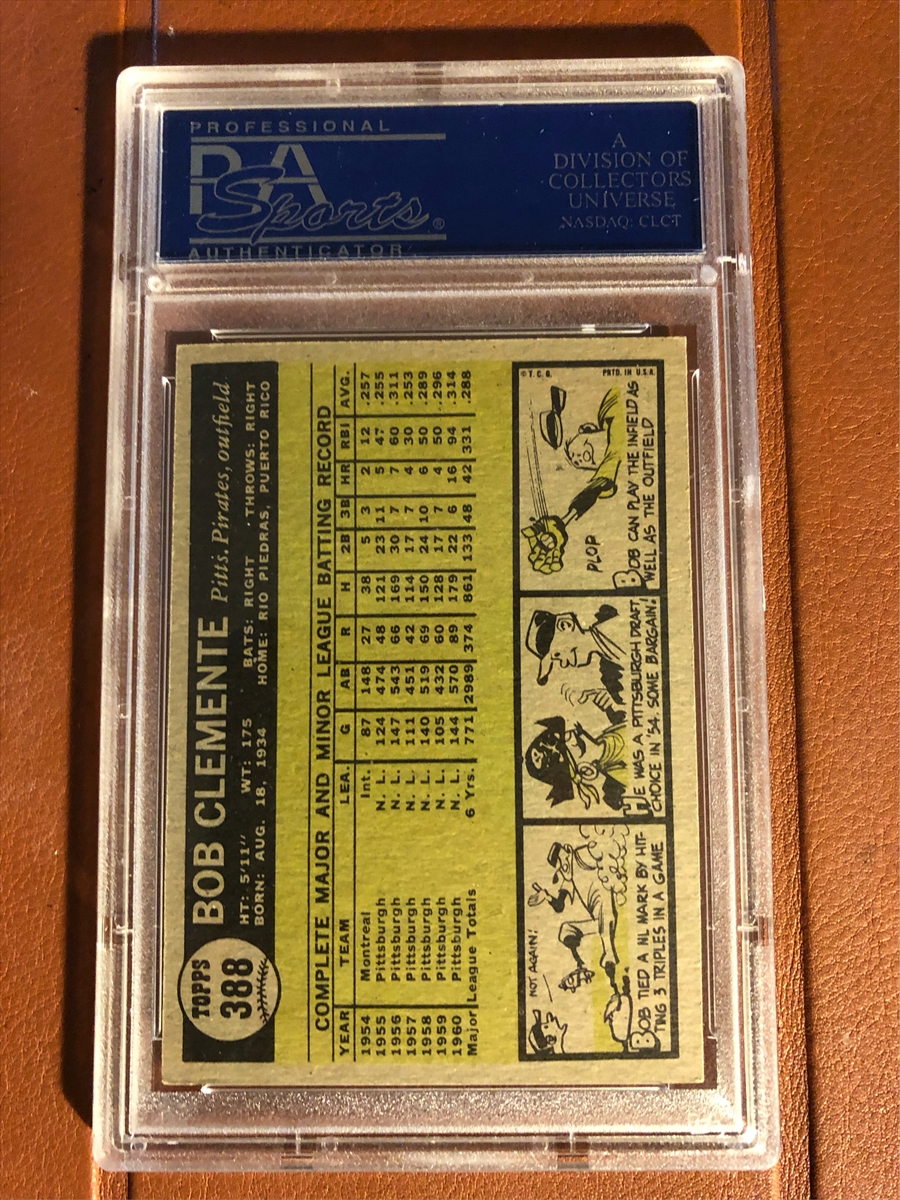 PROFESSIONAL
PSA
Sports®
AUTHENTICATOR
A
DIVISION OF
COLLECTORS
UNIVERSE
NASDAQ: CLCT
TOPPS
388
BOB CLEMENTE Pitts. Pirates, outfield
HT: 5'11" WT: 175 BATS: RIGHT · THROWS: RIGHT
BORN: AUG. 18, 1934 HOME: RIO PIEDRAS, PUERTO RICO
COMPLETE MAJOR AND MINOR LEAGUE BATTING RECORD
YEAR TEAM LEA. G AB R H 2B 3B HR RBI AVG.
1954 Montreal Int. 87 148 27 38 5 3 2 12 .257
1955 Pittsburgh N. L. 124 474 48 121 23 11 5 47 .255
1956 Pittsburgh N. L. 147 543 66 169 30 7 7 60 .311
1957 Pittsburgh N. L. 111 451 42 114 17 7 4 30 .253
1958 Pittsburgh N. L. 140 519 69 150 24 10 6 50 .289
1959 Pittsburgh N. L. 105 432 60 128 17 7 4 50 .296
1960 Pittsburgh N. L. 144 570 89 179 22 6 16 94 .314
Major League Totals 6 Yrs. 771 2989 374 861 133 48 42 331 .288
NOT AGAIN!
BOB TIED A NL MARK BY HIT-
TING 3 TRIPLES IN A GAME
HE WAS A PITTSBURGH DRAFT
CHOICE IN '54. SOME BARGAIN!
© T. C. G. PRTD. IN U.S.A.
PLOP
BOB CAN PLAY THE INFIELD AS
WELL AS THE OUTFIELD